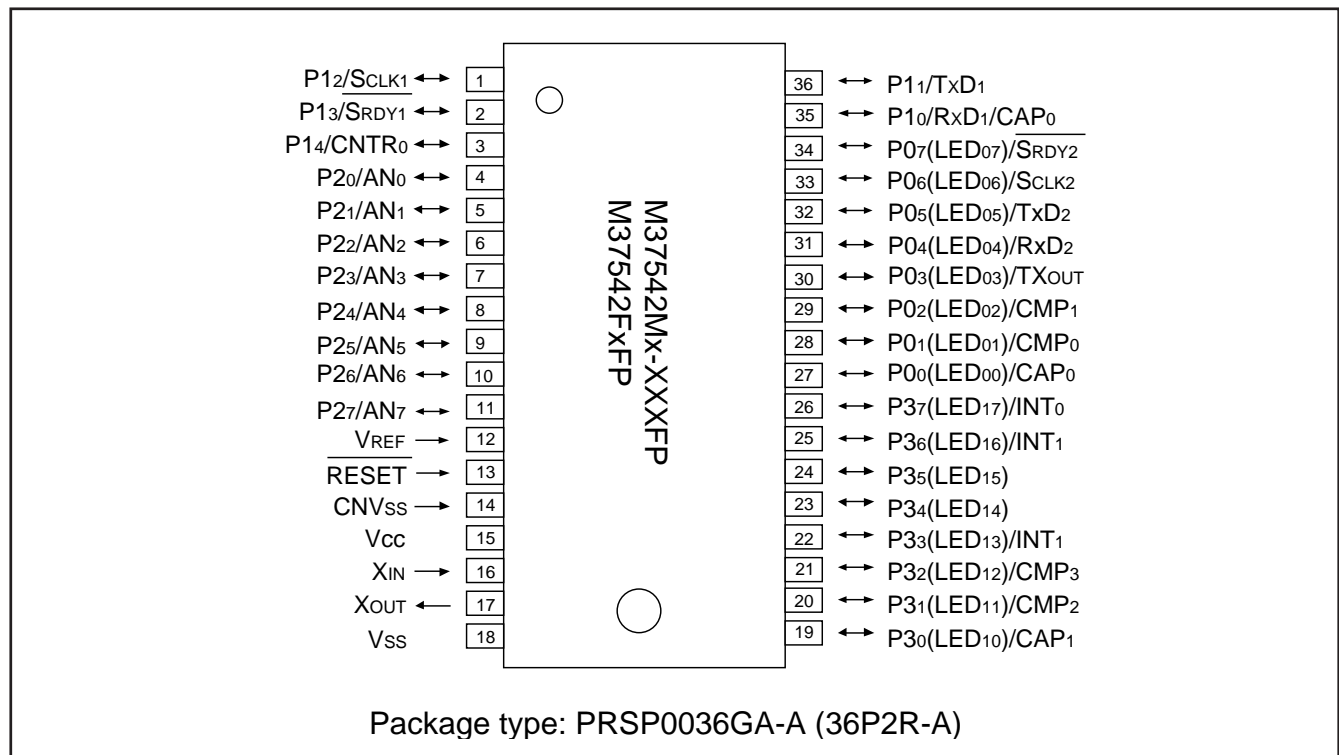 P12/SCLK1
1
P13/SRDY1
2
P14/CNTR0
3
P20/AN0
4
P21/AN1
5
P22/AN2
6
P23/AN3
7
P24/AN4
8
P25/AN5
9
P26/AN6
10
P27/AN7
11
VREF
12
RESET
13
CNVSS
14
Vcc
15
XIN
16
XOUT
17
VSS
18
M37542Mx-XXXFP
M37542FxFP
36
P11/TxD1
35
P10/RxD1/CAP0
34
P07(LED07)/SRDY2
33
P06(LED06)/SCLK2
32
P05(LED05)/TxD2
31
P04(LED04)/RxD2
30
P03(LED03)/TXOUT
29
P02(LED02)/CMP1
28
P01(LED01)/CMP0
27
P00(LED00)/CAP0
26
P37(LED17)/INT0
25
P36(LED16)/INT1
24
P35(LED15)
23
P34(LED14)
22
P33(LED13)/INT1
21
P32(LED12)/CMP3
20
P31(LED11)/CMP2
19
P30(LED10)/CAP1
Package type: PRSP0036GA-A (36P2R-A)